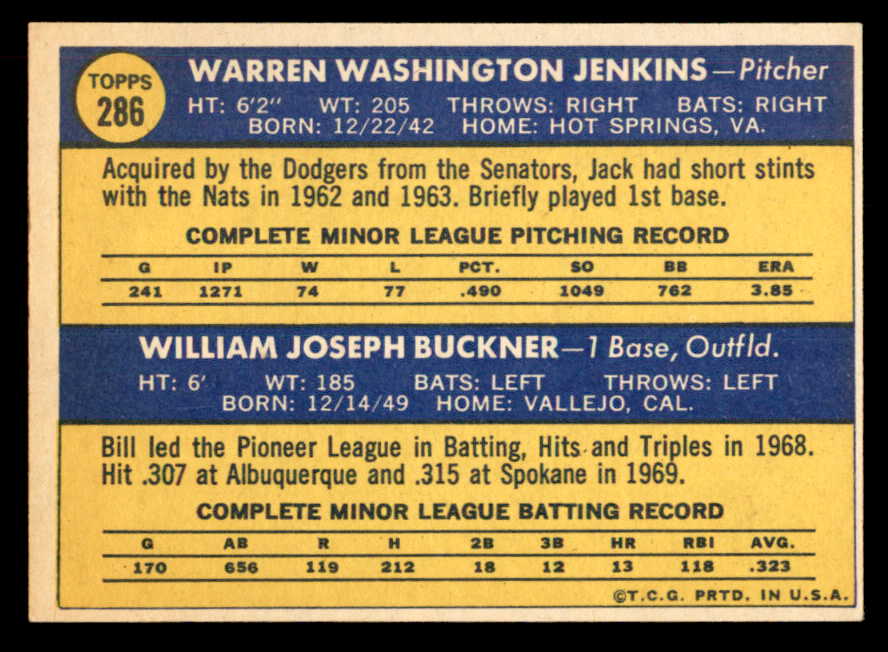 TOPPS
286
WARREN WASHINGTON JENKINS—Pitcher
HT: 6'2" WT: 205 THROWS: RIGHT BATS: RIGHT
BORN: 12/22/42 HOME: HOT SPRINGS, VA.
Acquired by the Dodgers from the Senators, Jack had short stints
with the Nats in 1962 and 1963. Briefly played 1st base.
COMPLETE MINOR LEAGUE PITCHING RECORD
G IP W L PCT. SO BB ERA
241 1271 74 77 .490 1049 762 3.85
WILLIAM JOSEPH BUCKNER—1 Base, Outfld.
HT: 6' WT: 185 BATS: LEFT THROWS: LEFT
BORN: 12/14/49 HOME: VALLEJO, CAL.
Bill led the Pioneer League in Batting, Hits and Triples in 1968.
Hit .307 at Albuquerque and .315 at Spokane in 1969.
COMPLETE MINOR LEAGUE BATTING RECORD
G AB R H 2B 3B HR RBI AVG.
170 656 119 212 18 12 13 118 .323
©T.C.G. PRTD. IN U.S.A.